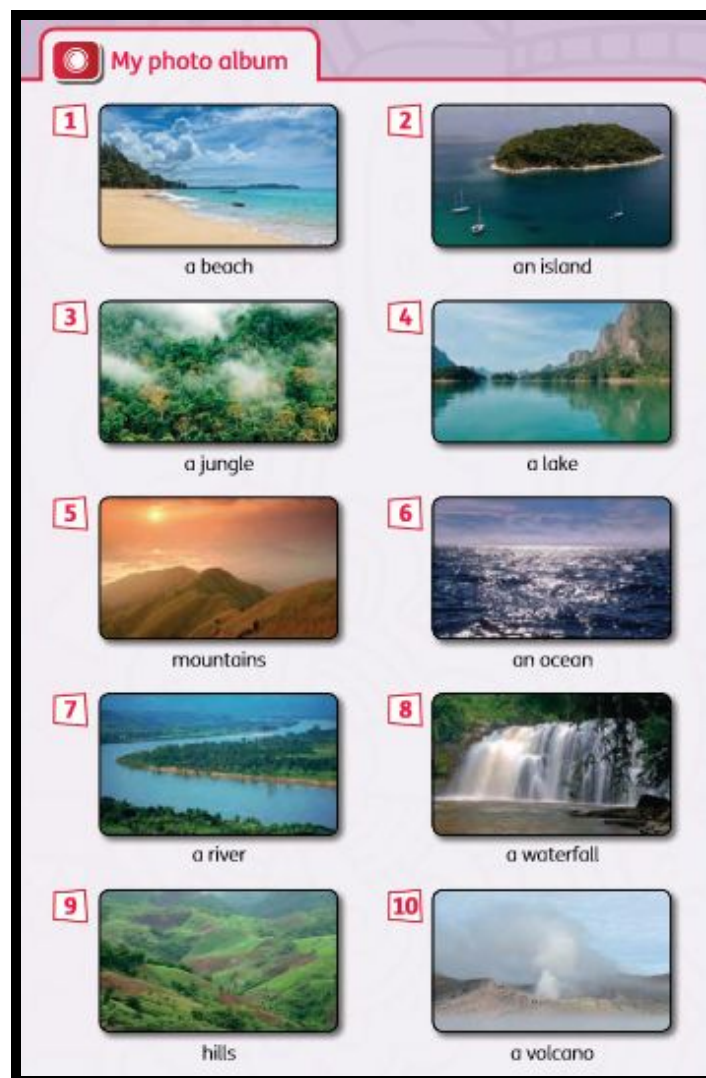 My photo album
1
a beach
2
an island
3
a jungle
4
a lake
5
mountains
6
an ocean
7
a river
8
a waterfall
9
hills
10
a volcano